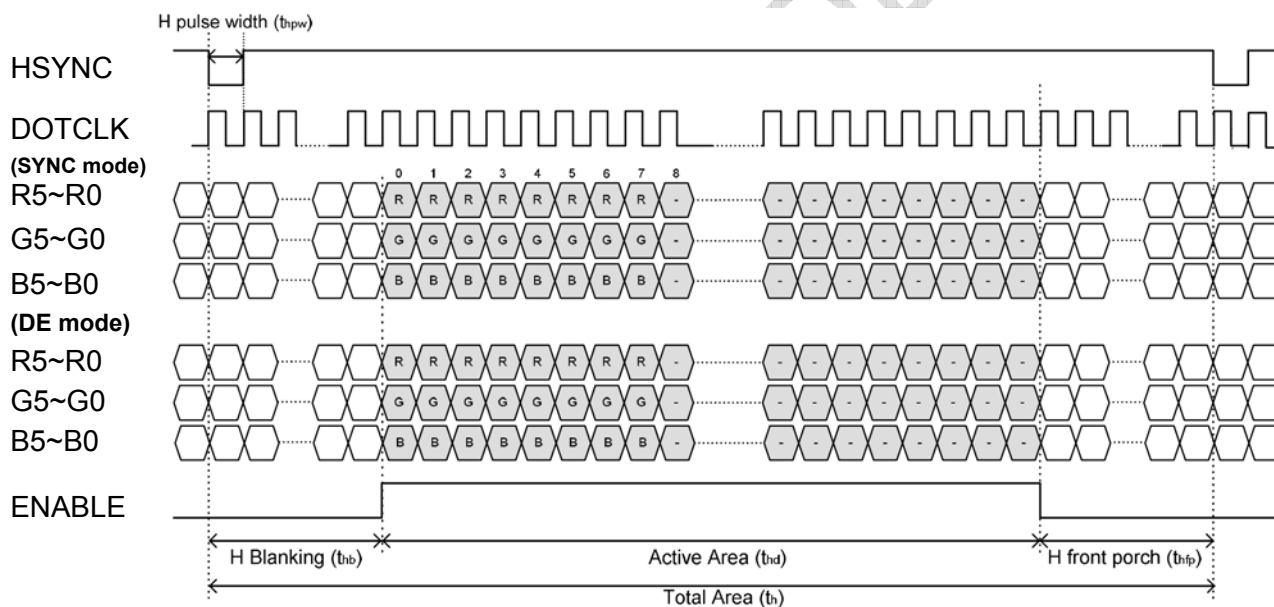 H pulse width (thpw)
HSYNC
DOTCLK
(SYNC mode)
0 1 2 3 4 5 6 7 8
R5~R0
R R R R R R R R - - - - - - - - -
G5~G0
G G G G G G G G - - - - - - - - -
B5~B0
B B B B B B B B - - - - - - - - -
(DE mode)
R5~R0
R R R R R R R R - - - - - - - - -
G5~G0
G G G G G G G G - - - - - - - - -
B5~B0
B B B B B B B B - - - - - - - - -
ENABLE
H Blanking (thb) Active Area (thd) H front porch (thfp)
Total Area (th)